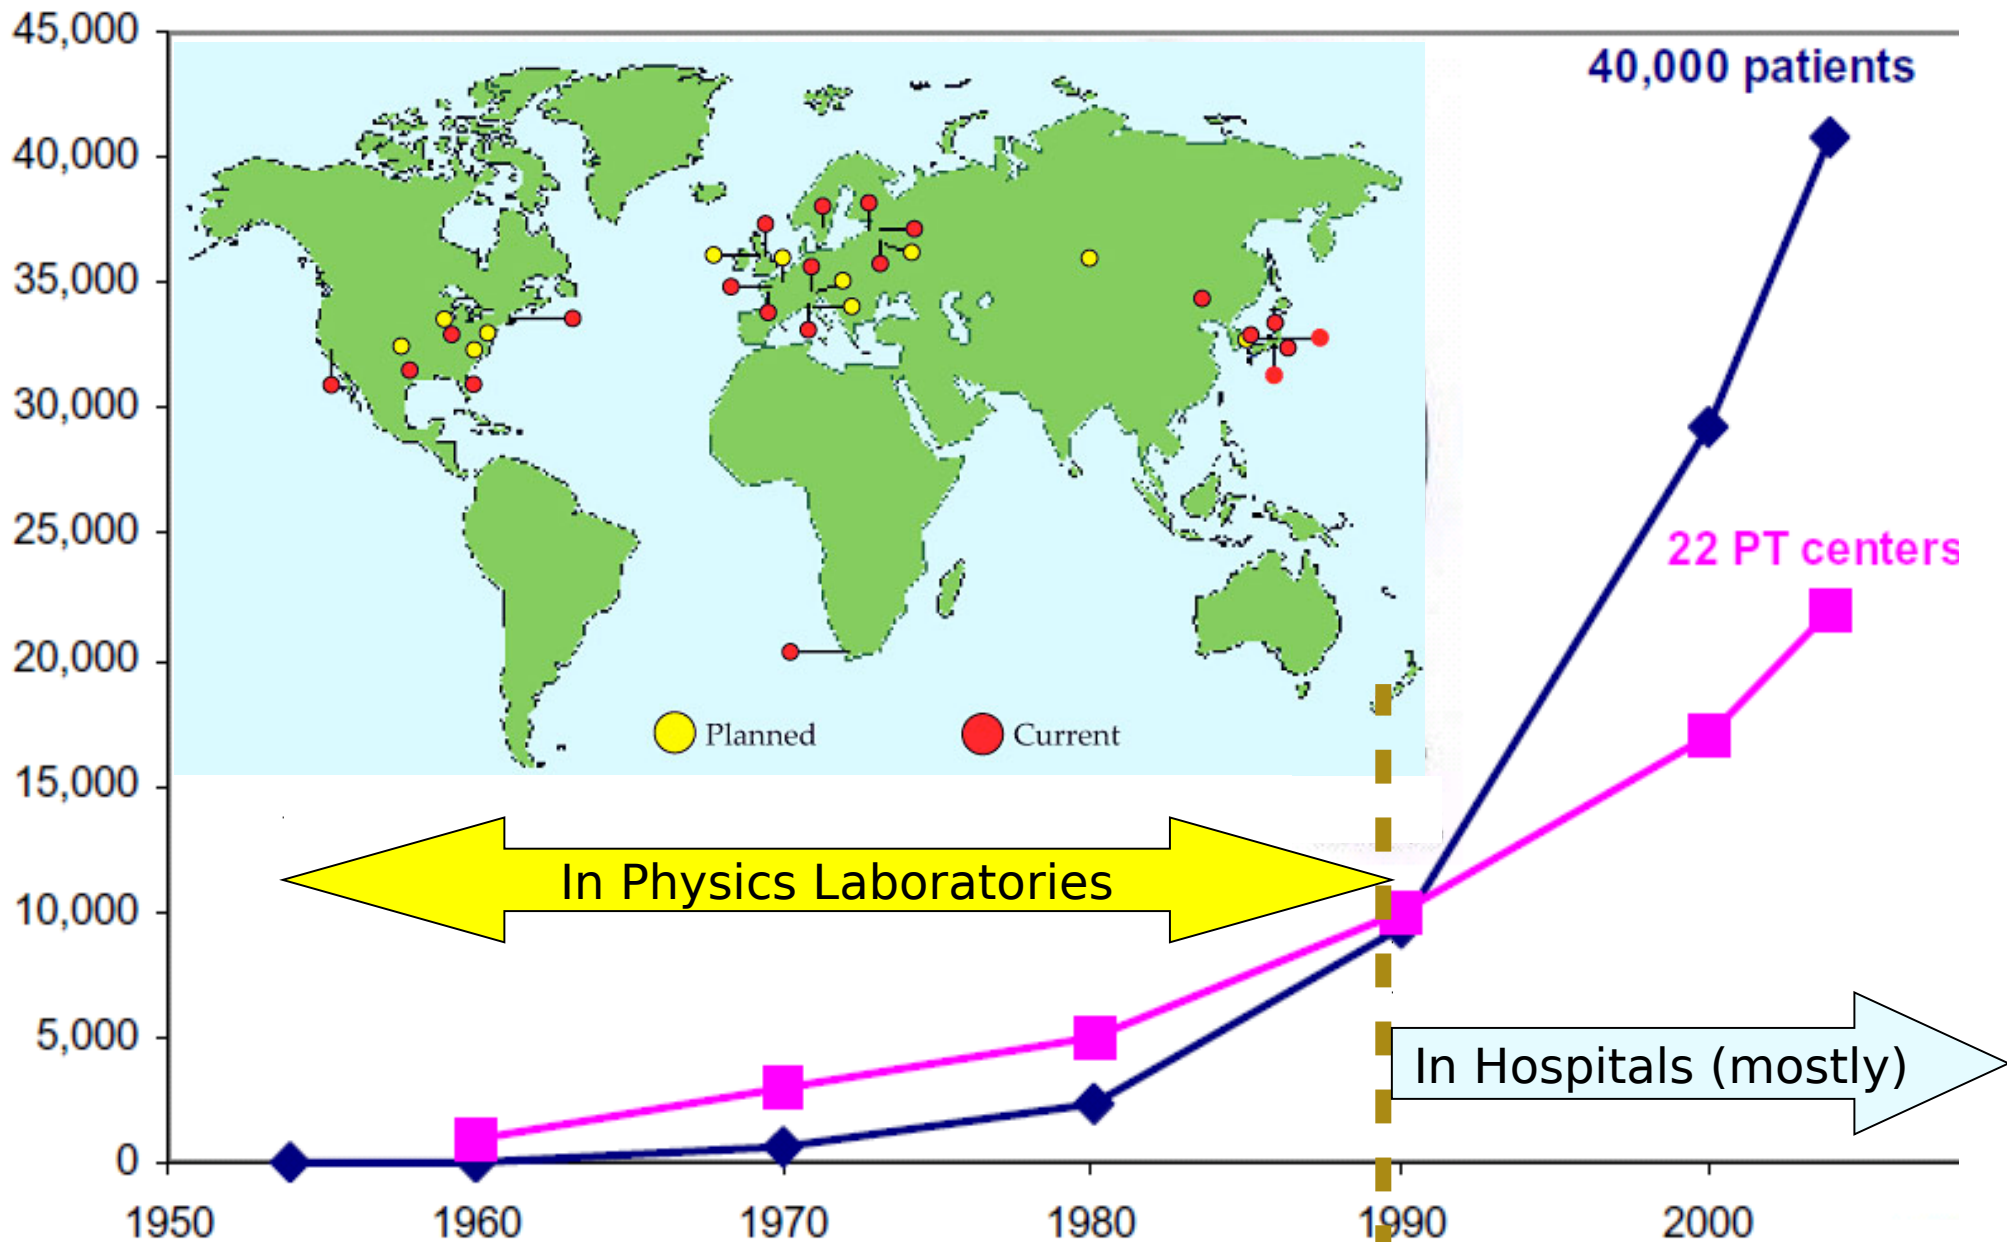 45,000
40,000
35,000
30,000
25,000
20,000
15,000
10,000
5,000
0
40,000 patients
22 PT centers
Planned
Current
In Physics Laboratories
In Hospitals (mostly)
1950 1960 1970 1980 1990 2000